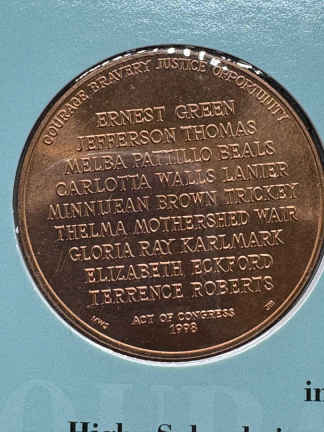 COURAGE BRAVERY JUSTICE OPPORTUNITY
ERNEST GREEN
JEFFERSON THOMAS
MELBA PATTILLO BEALS
CARLOTTA WALLS LANIER
MINNIJEAN BROWN TRICKEY
THELMA MOTHERSHED WAIR
GLORIA RAY KARLMARK
ELIZABETH ECKFORD
TERRENCE ROBERTS
ACT OF CONGRESS
1998
in